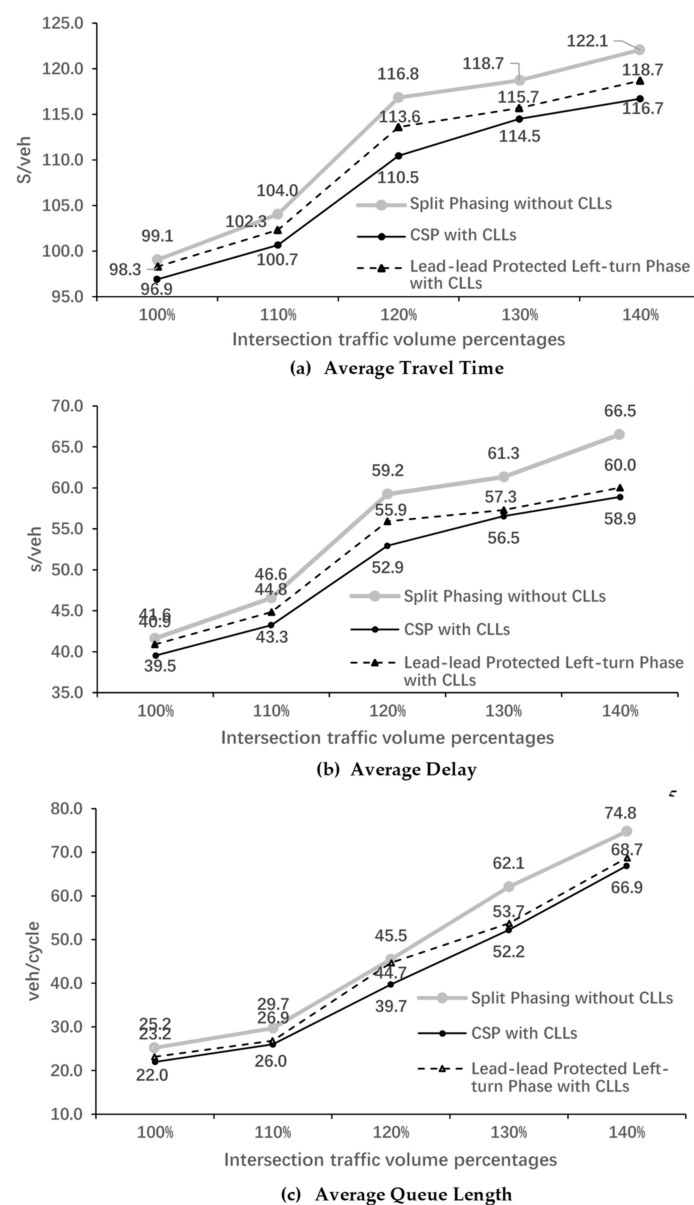 125.0
120.0
115.0
110.0
105.0
100.0
95.0
S/veh
99.1
98.3
96.9
104.0
102.3
100.7
116.8
113.6
110.5
118.7
115.7
114.5
122.1
118.7
116.7
Split Phasing without CLLs
CSP with CLLs
Lead-lead Protected Left-turn Phase
with CLLs
100% 110% 120% 130% 140%
Intersection traffic volume percentages
(a) Average Travel Time
70.0
65.0
60.0
55.0
50.0
45.0
40.0
35.0
s/veh
41.6
40.9
39.5
46.6
44.8
43.3
59.2
55.9
52.9
61.3
57.3
56.5
66.5
60.0
58.9
Split Phasing without CLLs
CSP with CLLs
Lead-lead Protected Left-turn Phase
with CLLs
100% 110% 120% 130% 140%
Intersection traffic volume percentages
(b) Average Delay
80.0
70.0
60.0
50.0
40.0
30.0
20.0
10.0
veh/cycle
25.2
23.2
22.0
29.7
26.9
26.0
45.5
44.7
39.7
62.1
53.7
52.2
74.8
68.7
66.9
Split Phasing without CLLs
CSP with CLLs
Lead-lead Protected Left-
turn Phase with CLLs
100% 110% 120% 130% 140%
Intersection traffic volume percentages
(c) Average Queue Length